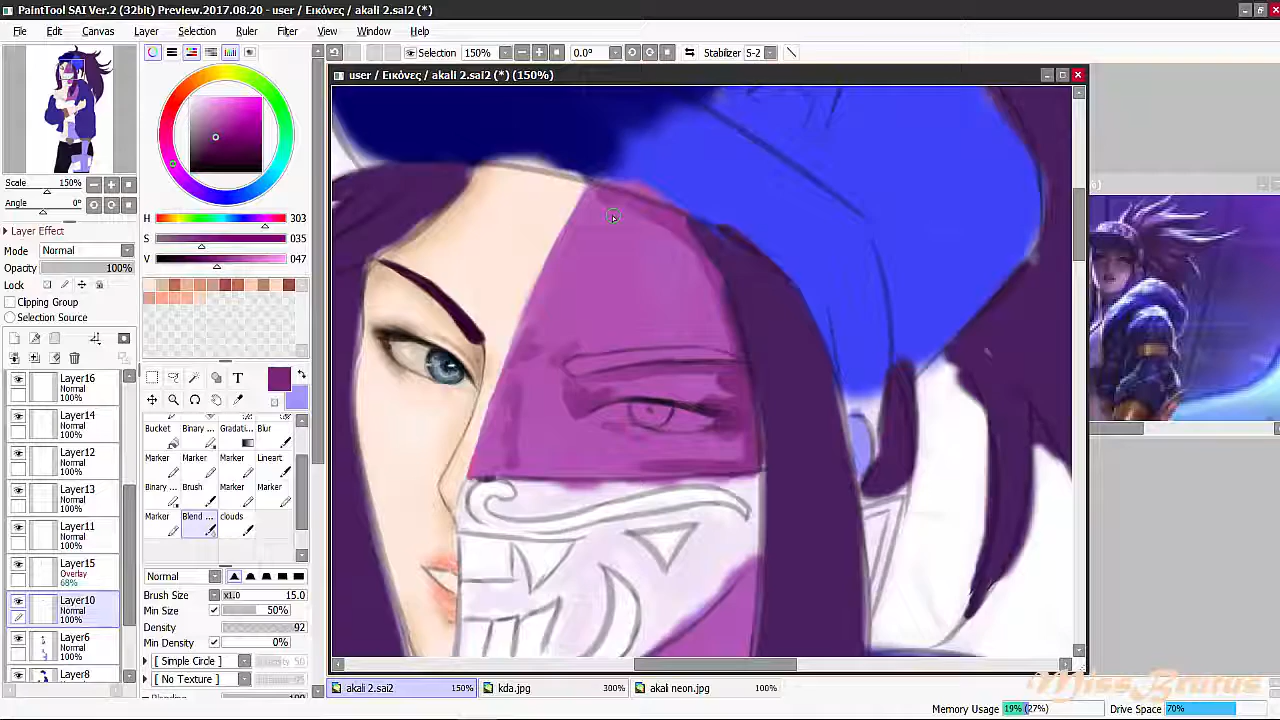 PaintTool SAI Ver.2 (32bit) Preview.2017.08.20 - user / Εικόνες / akali 2.sai2 (*)
File Edit Canvas Layer Selection Ruler Filter View Window Help
Selection 150% 0.0° Stabilizer S-2
user / Εικόνες / akali 2.sai2 (*) (150%)
Scale 150%
Angle 0°
Layer Effect
Mode Normal
Opacity 100%
Lock
Clipping Group
Selection Source
H 303
S 035
V 047
T
Layer16
Normal
100%
Layer14
Normal
100%
Layer12
Normal
100%
Layer13
Normal
100%
Layer11
Normal
100%
Layer15
Overlay
68%
Layer10
Normal
100%
Layer6
Normal
100%
Layer8
Bucket Binary ... Gradati... Blur
Marker Marker Marker Lineart
Binary ... Brush Marker Marker
Marker Blend ... clouds
Normal
Brush Size x1.0 15.0
Min Size 50%
Density 92
Min Density 0%
[ Simple Circle ]
[ No Texture ]
akali 2.sai2 150% kda.jpg 300% akali neon.jpg 100%
Memory Usage 19% (27%) Drive Space 70%